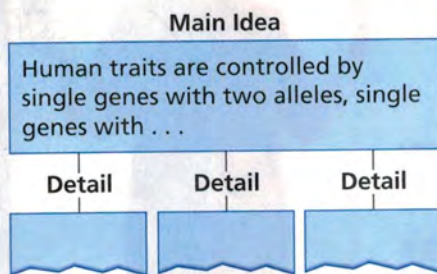 Main Idea
Human traits are controlled by
single genes with two alleles, single
genes with . . .
Detail
Detail
Detail